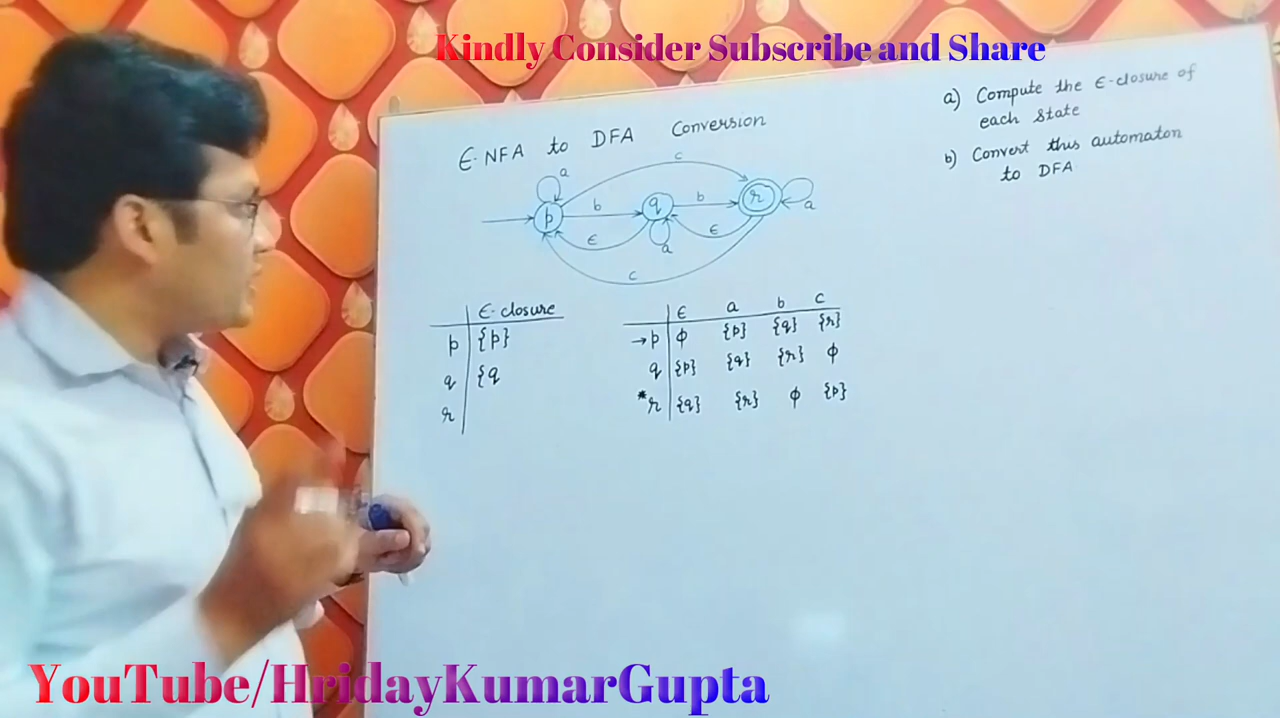 Kindly Consider Subscribe and Share
ϵ-NFA to DFA Conversion
a) Compute the ϵ-closure of
each state
b) Convert this automaton
to DFA
c
a
p b q b r a
ϵ a ϵ
c
ϵ-closure
p {p}
q {q
r
ϵ a b c
→p ϕ {p} {q} {r}
q {p} {q} {r} ϕ
*r {q} {r} ϕ {p}
YouTube/HridayKumarGupta